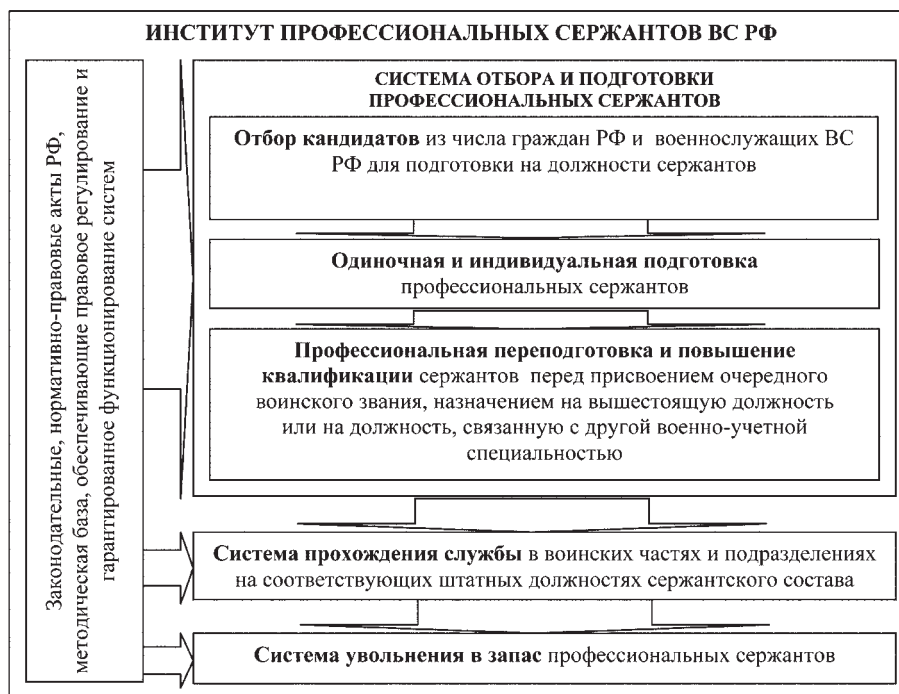 ИНСТИТУТ ПРОФЕССИОНАЛЬНЫХ СЕРЖАНТОВ ВС РФ
Законодательные, нормативно-правовые акты РФ,
методическая база, обеспечивающие правовое регулирование и
гарантированное функционирование систем
СИСТЕМА ОТБОРА И ПОДГОТОВКИ
ПРОФЕССИОНАЛЬНЫХ СЕРЖАНТОВ
Отбор кандидатов из числа граждан РФ и военнослужащих ВС
РФ для подготовки на должности сержантов
Одиночная и индивидуальная подготовка
профессиональных сержантов
Профессиональная переподготовка и повышение
квалификации сержантов перед присвоением очередного
воинского звания, назначением на вышестоящую должность
или на должность, связанную с другой военно-учетной
специальностью
Система прохождения службы в воинских частях и подразделениях
на соответствующих штатных должностях сержантского состава
Система увольнения в запас профессиональных сержантов